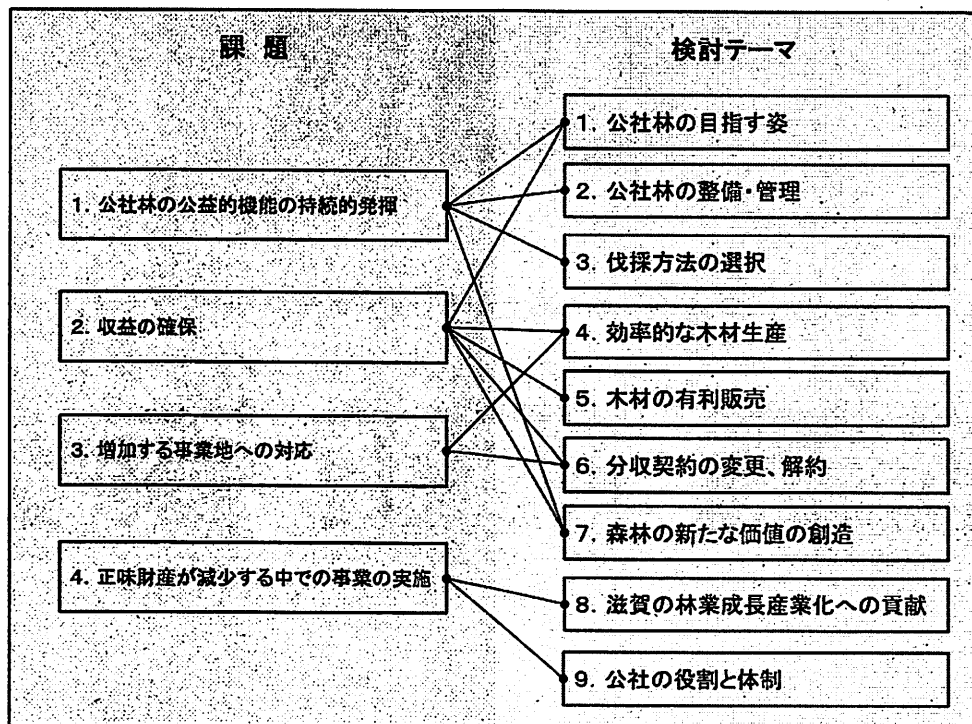 課題
検討テーマ
1. 公社林の公益的機能の持続的発揮
2. 収益の確保
3. 増加する事業地への対応
4. 正味財産が減少する中での事業の実施
1. 公社林の目指す姿
2. 公社林の整備・管理
3. 伐採方法の選択
4. 効率的な木材生産
5. 木材の有利販売
6. 分収契約の変更、解約
7. 森林の新たな価値の創造
8. 滋賀の林業成長産業化への貢献
9. 公社の役割と体制